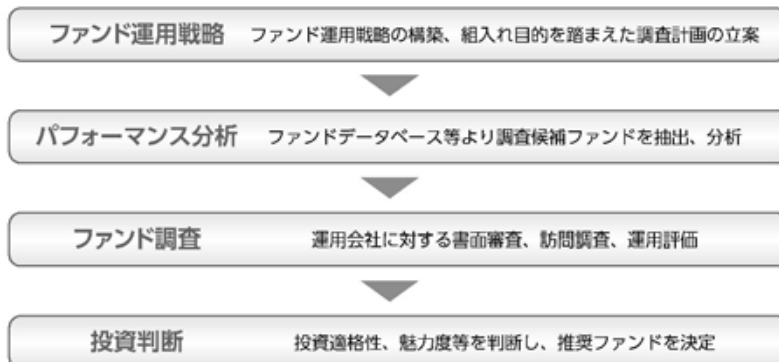 ファンド運用戦略 ファンド運用戦略の構築、組入れ目的を踏まえた調査計画の立案
パフォーマンス分析 ファンドデータベース等より調査候補ファンドを抽出、分析
ファンド調査 運用会社に対する書面審査、訪問調査、運用評価
投資判断 投資適格性、魅力度等を判断し、推奨ファンドを決定